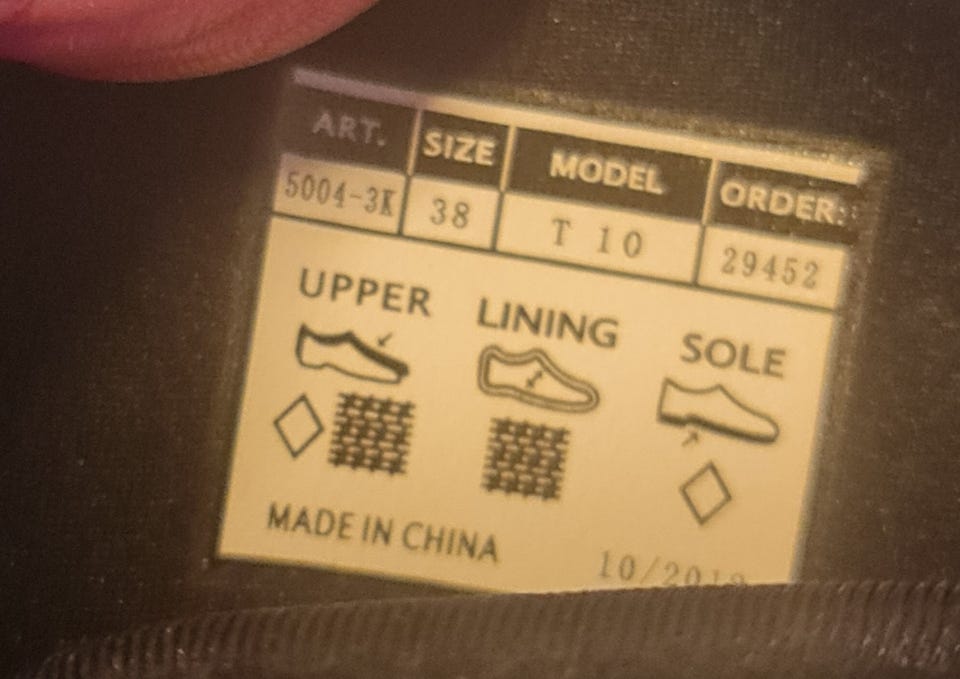 ART. SIZE MODEL ORDER:
5004-3K 38 T 10 29452
UPPER LINING SOLE
MADE IN CHINA